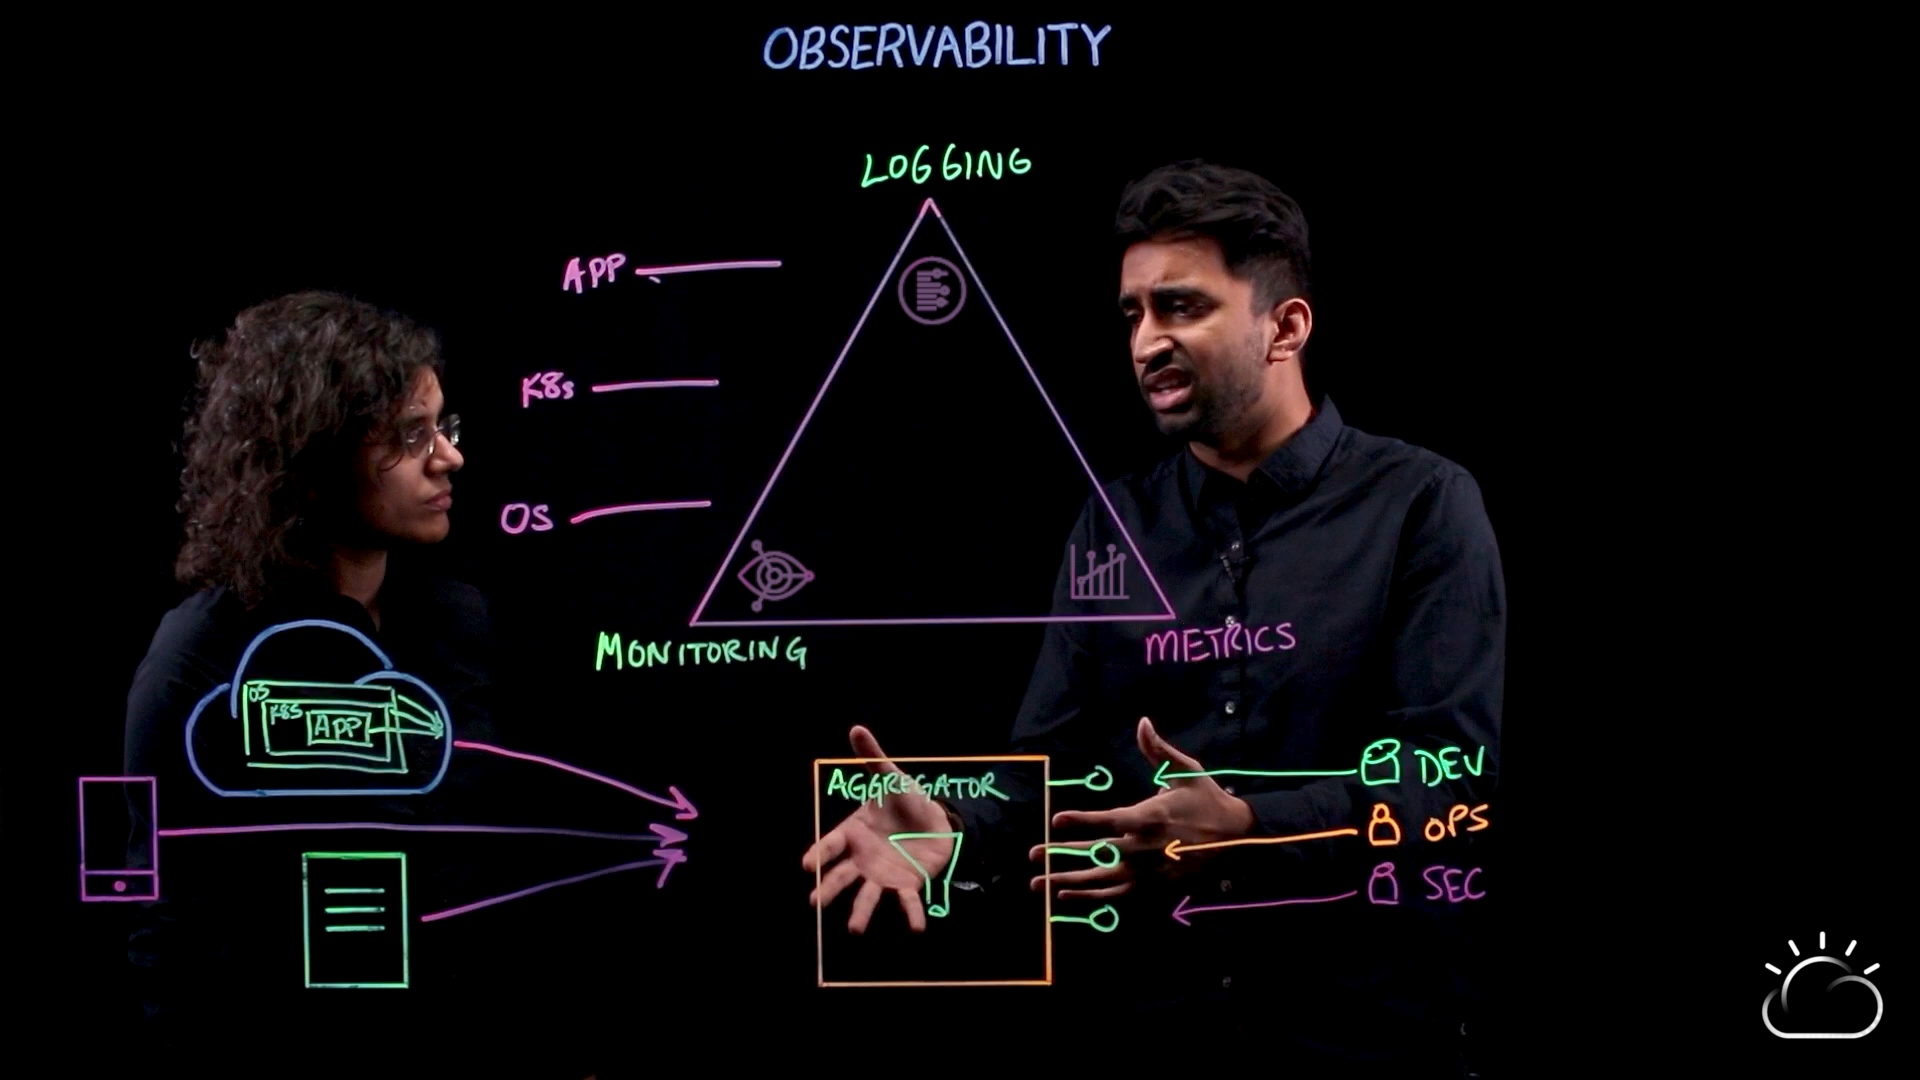 OBSERVABILITY
LOGGING
APP
K8s
OS
MONITORING
METRICS
OS
K8S
APP
AGGREGATOR
DEV
OPS
SEC